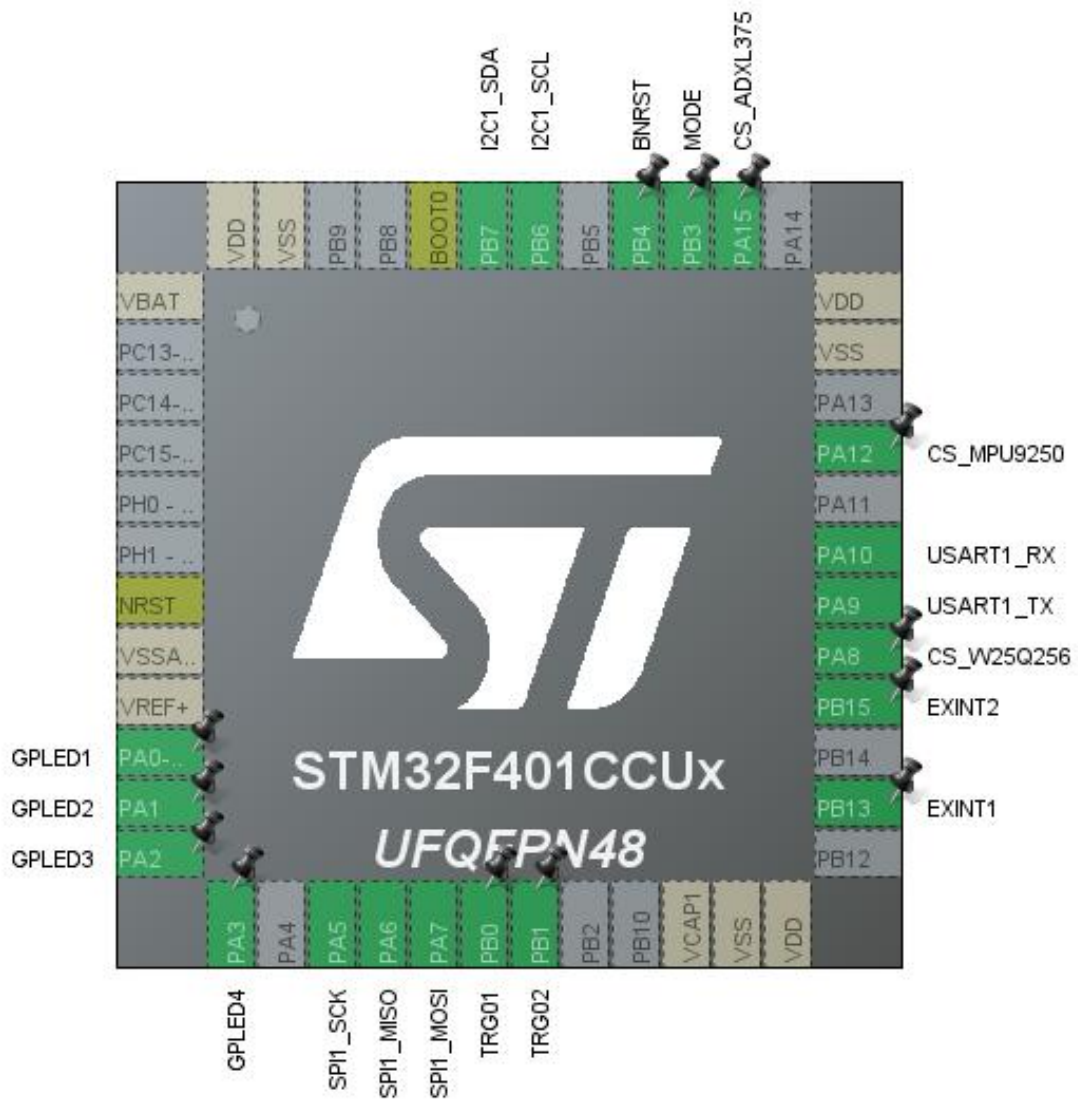 I2C1_SDA
I2C1_SCL
BNRST
MODE
CS_ADXL375
VDD
VSS
PB9
PB8
BOOT0
PB7
PB6
PB5
PB4
PB3
PA15
PA14
VBAT
PC13-..
PC14-..
PC15-..
PH0 - ..
PH1 - ..
NRST
VSSA..
VREF+
GPLED1 PA0-..
GPLED2 PA1
GPLED3 PA2
VDD
VSS
PA13
PA12 CS_MPU9250
PA11
PA10 USART1_RX
PA9 USART1_TX
PA8 CS_W25Q256
PB15 EXINT2
PB14
PB13 EXINT1
PB12
ST
STM32F401CCUx
UFQFPN48
PA3
PA4
PA5
PA6
PA7
PB0
PB1
PB2
PB10
VCAP1
VSS
VDD
GPLED4
SPI1_SCK
SPI1_MISO
SPI1_MOSI
TRG01
TRG02